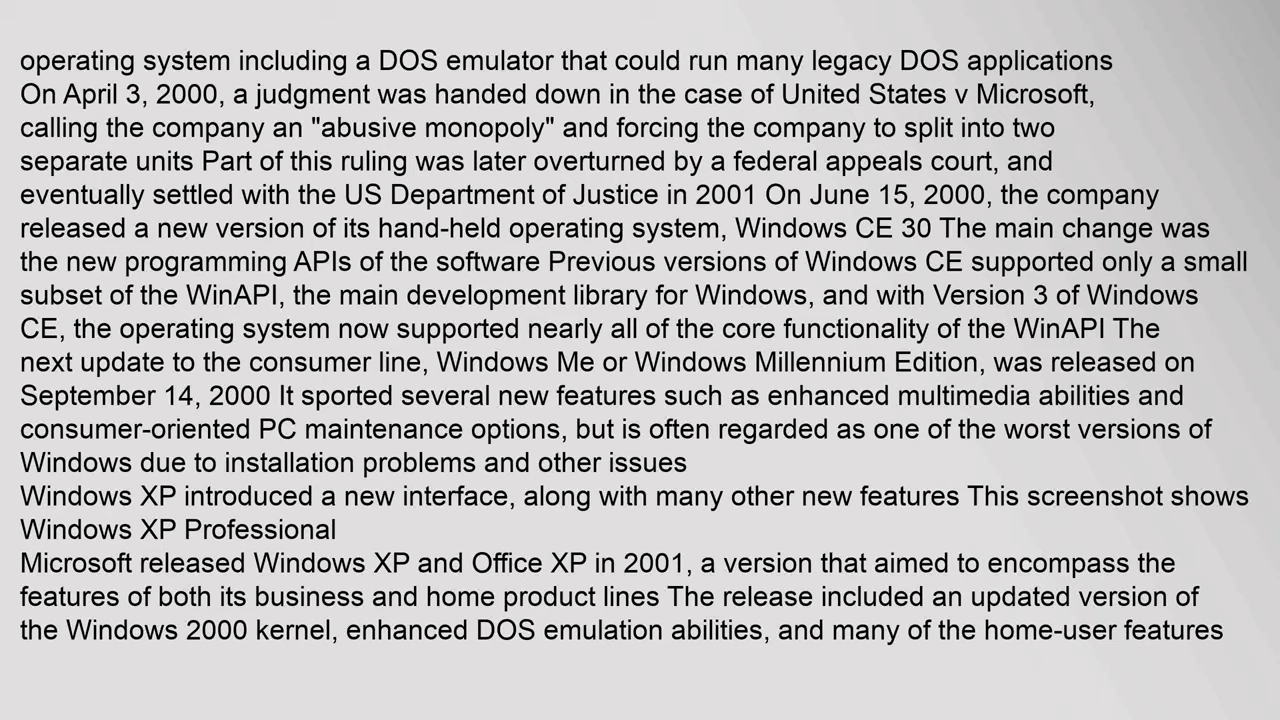 operating system including a DOS emulator that could run many legacy DOS applications
On April 3, 2000, a judgment was handed down in the case of United States v Microsoft,
calling the company an "abusive monopoly" and forcing the company to split into two
separate units Part of this ruling was later overturned by a federal appeals court, and
eventually settled with the US Department of Justice in 2001 On June 15, 2000, the company
released a new version of its hand-held operating system, Windows CE 30 The main change was
the new programming APIs of the software Previous versions of Windows CE supported only a small
subset of the WinAPI, the main development library for Windows, and with Version 3 of Windows
CE, the operating system now supported nearly all of the core functionality of the WinAPI The
next update to the consumer line, Windows Me or Windows Millennium Edition, was released on
September 14, 2000 It sported several new features such as enhanced multimedia abilities and
consumer-oriented PC maintenance options, but is often regarded as one of the worst versions of
Windows due to installation problems and other issues
Windows XP introduced a new interface, along with many other new features This screenshot shows
Windows XP Professional
Microsoft released Windows XP and Office XP in 2001, a version that aimed to encompass the
features of both its business and home product lines The release included an updated version of
the Windows 2000 kernel, enhanced DOS emulation abilities, and many of the home-user features